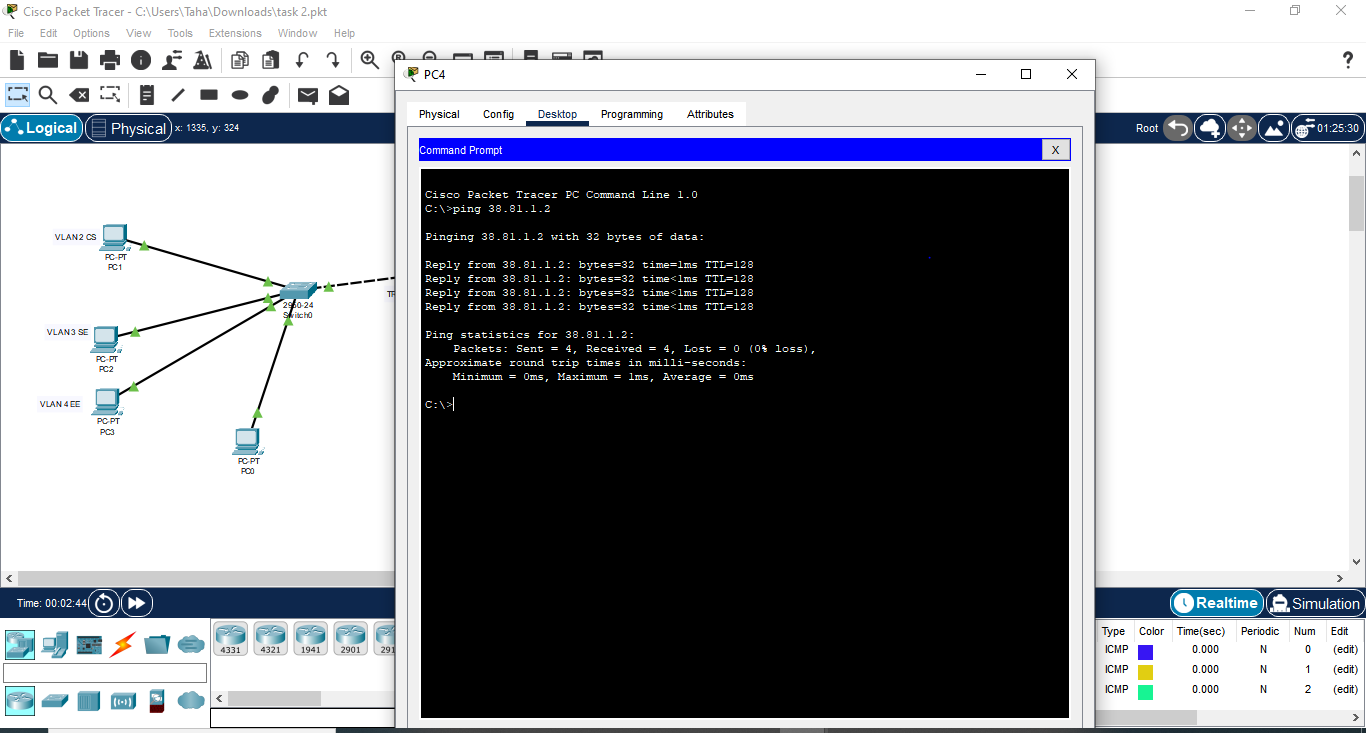 Cisco Packet Tracer - C:\Users\Taha\Downloads\task 2.pkt
File Edit Options View Tools Extensions Window Help
PC4
Physical Config Desktop Programming Attributes
Logical Physical x: 1335, y: 324
Root 01:25:30
Command Prompt X
Cisco Packet Tracer PC Command Line 1.0
C:\>ping 38.81.1.2
Pinging 38.81.1.2 with 32 bytes of data:
Reply from 38.81.1.2: bytes=32 time=1ms TTL=128
Reply from 38.81.1.2: bytes=32 time<1ms TTL=128
Reply from 38.81.1.2: bytes=32 time<1ms TTL=128
Reply from 38.81.1.2: bytes=32 time<1ms TTL=128
Ping statistics for 38.81.1.2:
Packets: Sent = 4, Received = 4, Lost = 0 (0% loss),
Approximate round trip times in milli-seconds:
Minimum = 0ms, Maximum = 1ms, Average = 0ms
C:\>
VLAN 2 CS
PC-PT
PC1
2960-24
Switch0
VLAN 3 SE
PC-PT
PC2
VLAN 4 EE
PC-PT
PC3
PC-PT
PC0
Time: 00:02:44
Realtime Simulation
4331 4321 1941 2901 291
Type Color Time(sec) Periodic Num Edit
ICMP 0.000 N 0 (edit)
ICMP 0.000 N 1 (edit)
ICMP 0.000 N 2 (edit)